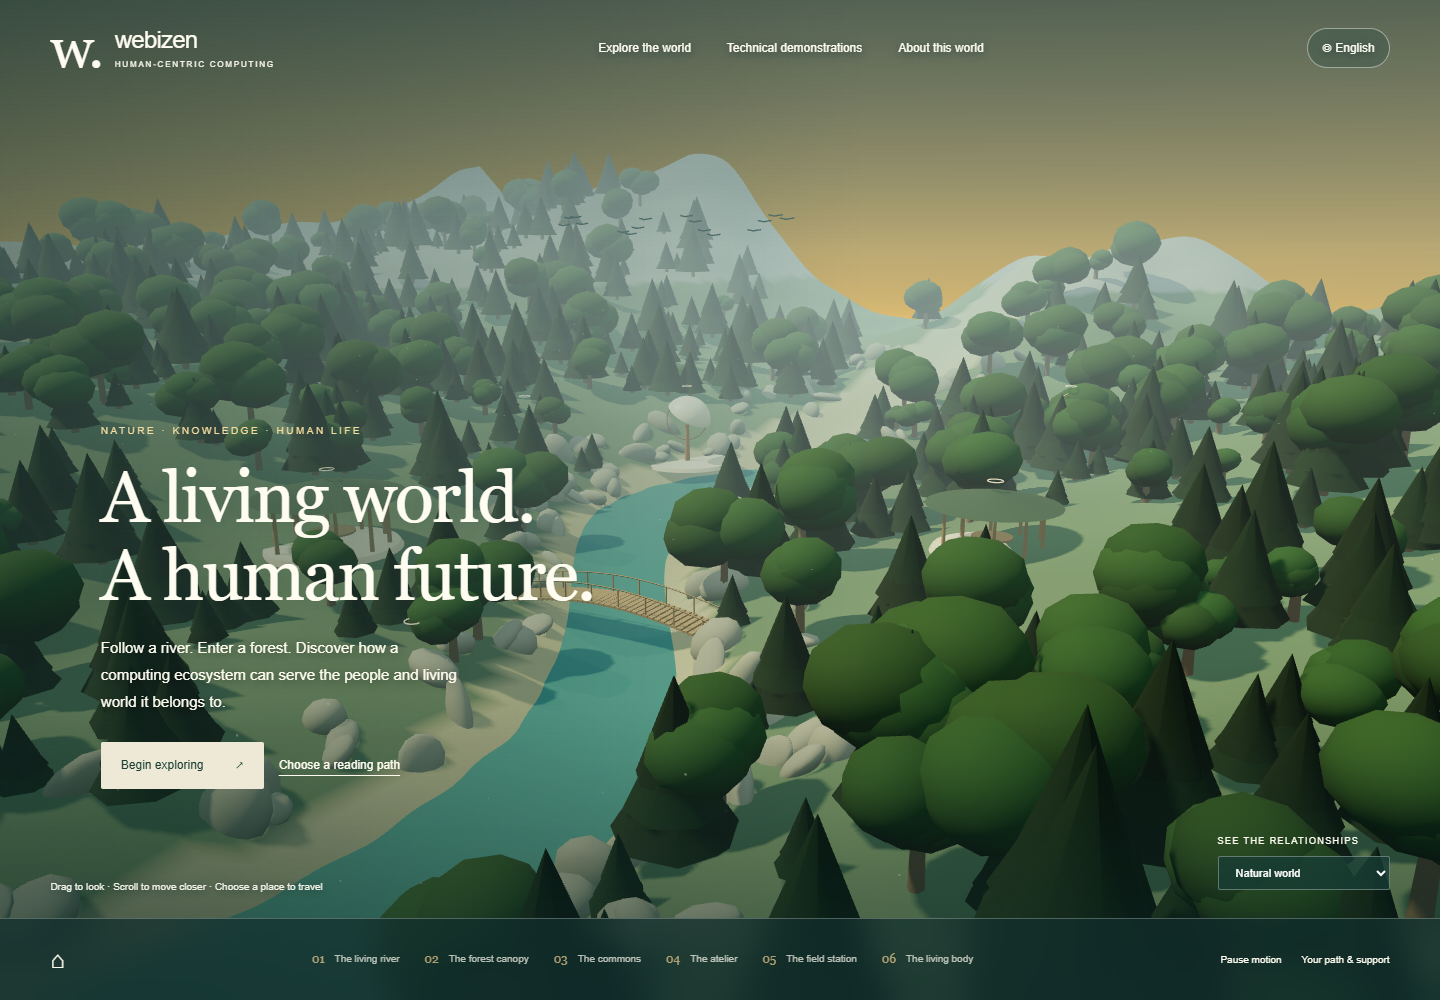 w.
webizen
HUMAN-CENTRIC COMPUTING
Explore the world
Technical demonstrations
About this world
English
NATURE · KNOWLEDGE · HUMAN LIFE
A living world.
A human future.
Follow a river. Enter a forest. Discover how a
computing ecosystem can serve the people and living
world it belongs to.
Begin exploring ↗
Choose a reading path
SEE THE RELATIONSHIPS
Natural world
Drag to look · Scroll to move closer · Choose a place to travel
01 The living river
02 The forest canopy
03 The commons
04 The atelier
05 The field station
06 The living body
Pause motion
Your path & support